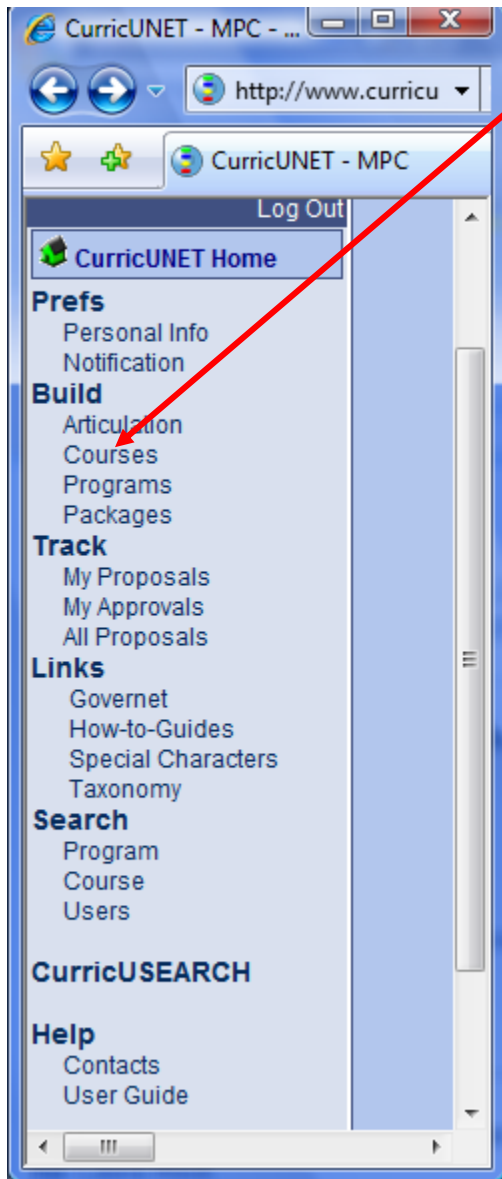 CurricUNET - MPC - ...
http://www.curricu
CurricUNET - MPC
Log Out
CurricUNET Home
Prefs
Personal Info
Notification
Build
Articulation
Courses
Programs
Packages
Track
My Proposals
My Approvals
All Proposals
Links
Governet
How-to-Guides
Special Characters
Taxonomy
Search
Program
Course
Users
CurricUSEARCH
Help
Contacts
User Guide